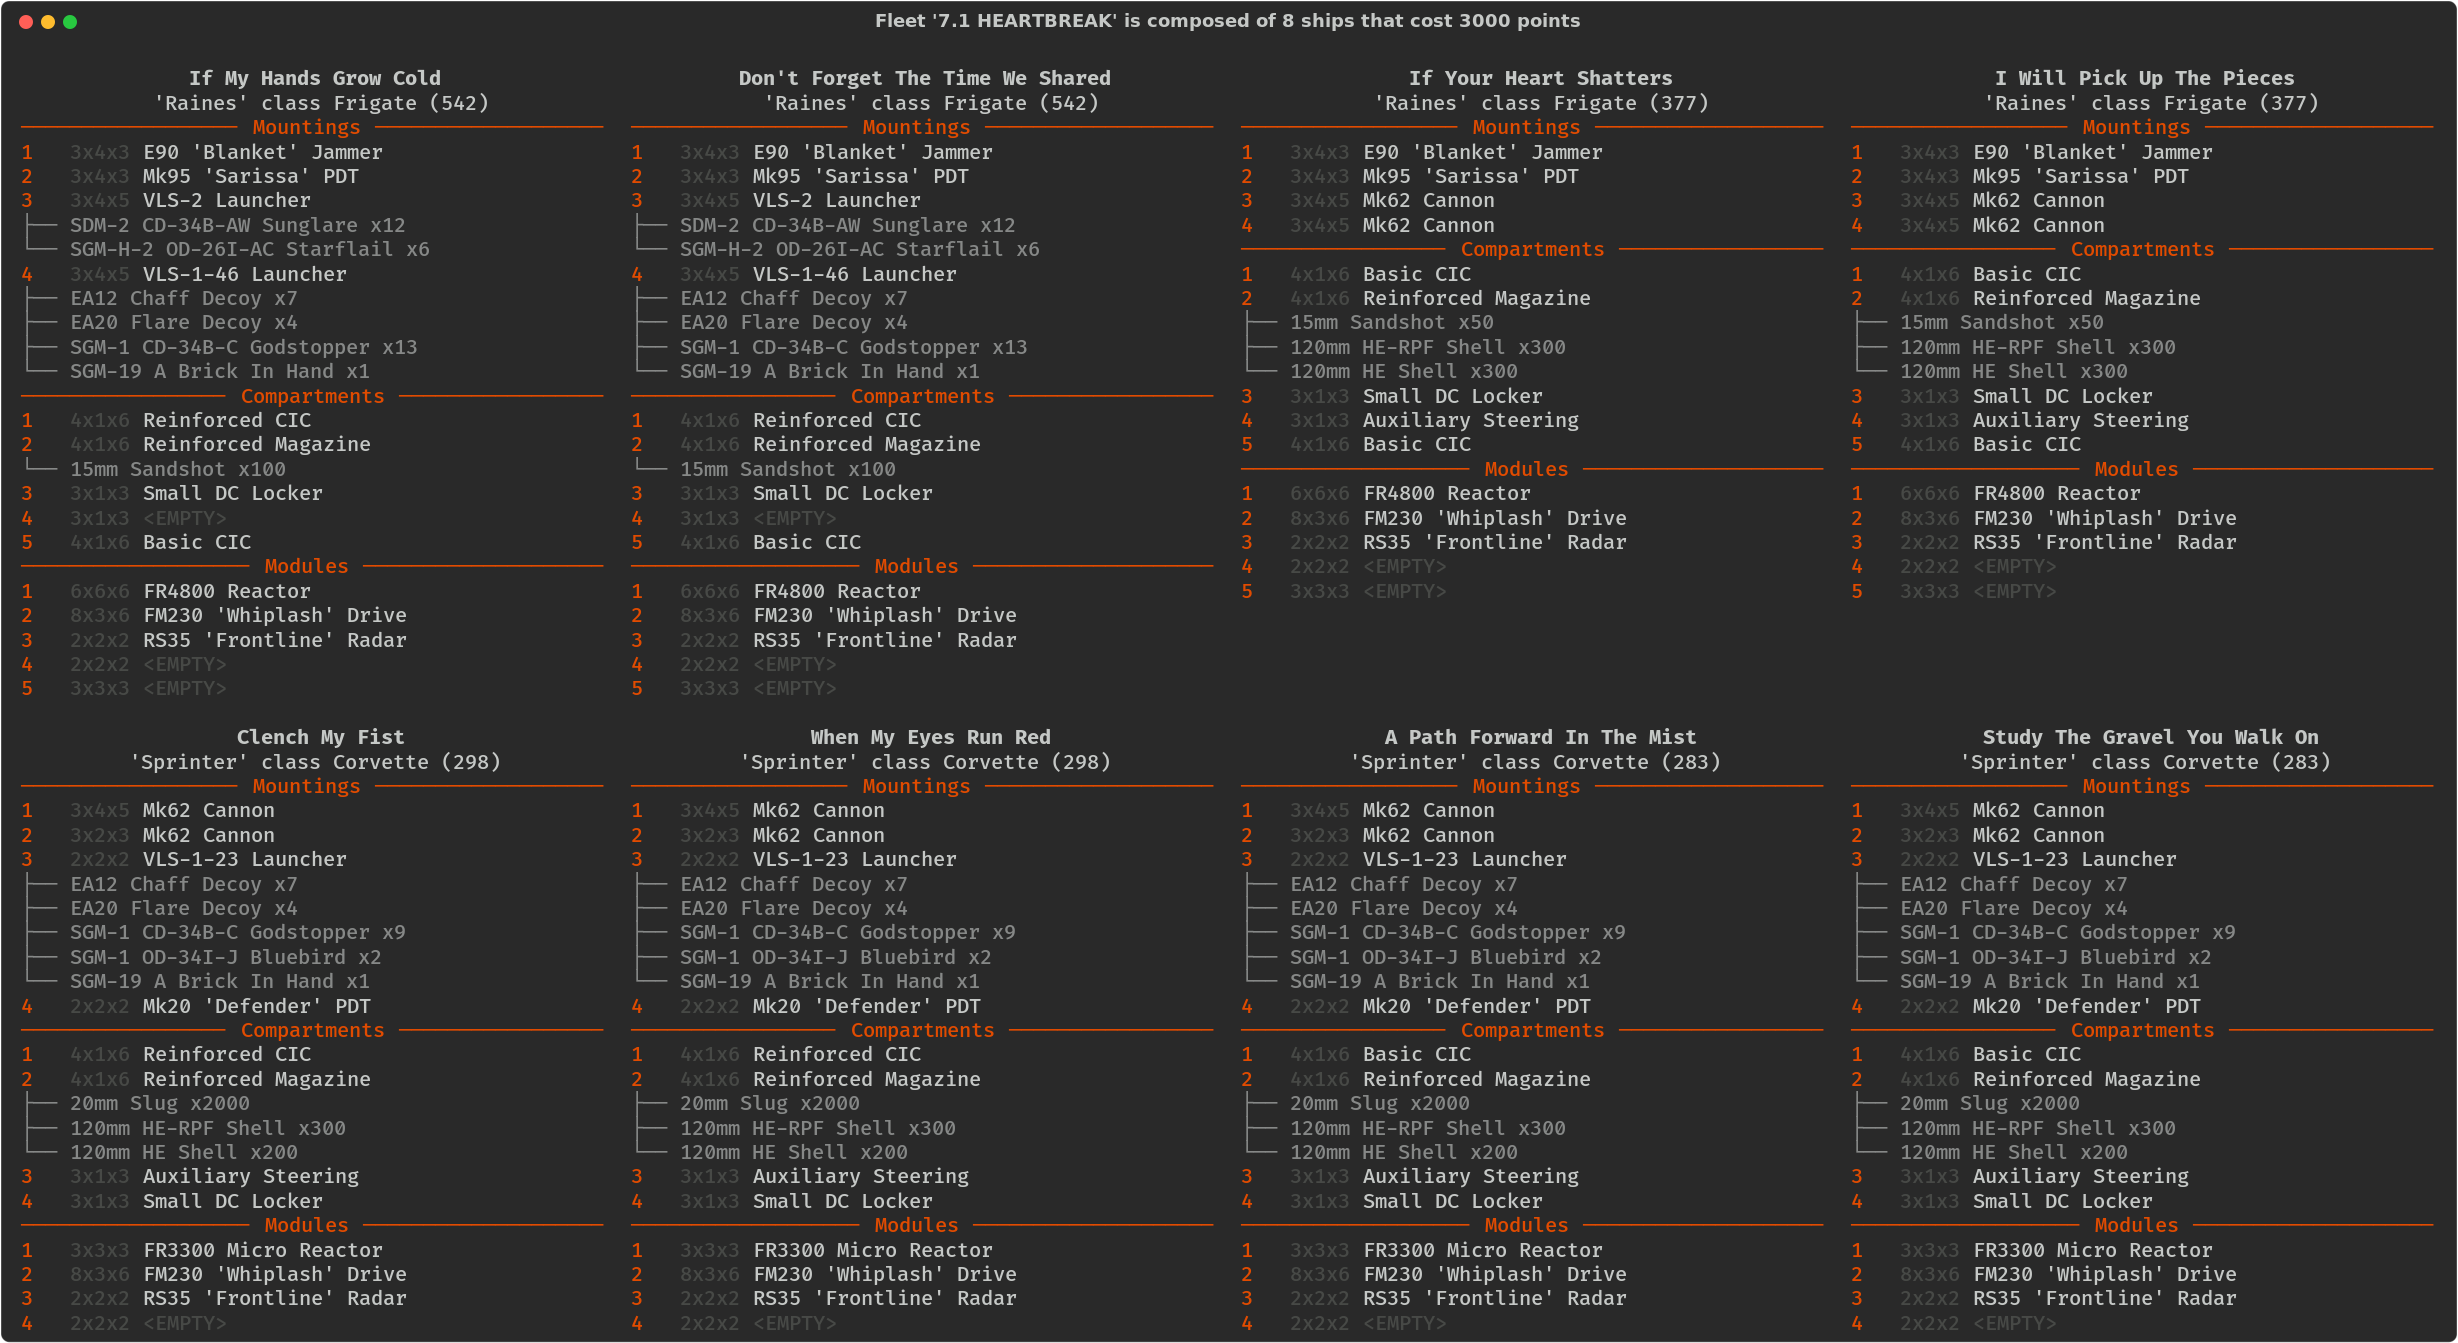 Fleet '7.1 HEARTBREAK' is composed of 8 ships that cost 3000 points
If My Hands Grow Cold
'Raines' class Frigate (542)
Mountings
1 3x4x3 E90 'Blanket' Jammer
2 3x4x3 Mk95 'Sarissa' PDT
3 3x4x5 VLS-2 Launcher
SDM-2 CD-34B-AW Sunglare x12
SGM-H-2 OD-26I-AC Starflail x6
4 3x4x5 VLS-1-46 Launcher
EA12 Chaff Decoy x7
EA20 Flare Decoy x4
SGM-1 CD-34B-C Godstopper x13
SGM-19 A Brick In Hand x1
Compartments
1 4x1x6 Reinforced CIC
2 4x1x6 Reinforced Magazine
15mm Sandshot x100
3 3x1x3 Small DC Locker
4 3x1x3 <EMPTY>
5 4x1x6 Basic CIC
Modules
1 6x6x6 FR4800 Reactor
2 8x3x6 FM230 'Whiplash' Drive
3 2x2x2 RS35 'Frontline' Radar
4 2x2x2 <EMPTY>
5 3x3x3 <EMPTY>
Don't Forget The Time We Shared
'Raines' class Frigate (542)
Mountings
1 3x4x3 E90 'Blanket' Jammer
2 3x4x3 Mk95 'Sarissa' PDT
3 3x4x5 VLS-2 Launcher
SDM-2 CD-34B-AW Sunglare x12
SGM-H-2 OD-26I-AC Starflail x6
4 3x4x5 VLS-1-46 Launcher
EA12 Chaff Decoy x7
EA20 Flare Decoy x4
SGM-1 CD-34B-C Godstopper x13
SGM-19 A Brick In Hand x1
Compartments
1 4x1x6 Reinforced CIC
2 4x1x6 Reinforced Magazine
15mm Sandshot x100
3 3x1x3 Small DC Locker
4 3x1x3 <EMPTY>
5 4x1x6 Basic CIC
Modules
1 6x6x6 FR4800 Reactor
2 8x3x6 FM230 'Whiplash' Drive
3 2x2x2 RS35 'Frontline' Radar
4 2x2x2 <EMPTY>
5 3x3x3 <EMPTY>
If Your Heart Shatters
'Raines' class Frigate (377)
Mountings
1 3x4x3 E90 'Blanket' Jammer
2 3x4x3 Mk95 'Sarissa' PDT
3 3x4x5 Mk62 Cannon
4 3x4x5 Mk62 Cannon
Compartments
1 4x1x6 Basic CIC
2 4x1x6 Reinforced Magazine
15mm Sandshot x50
120mm HE-RPF Shell x300
120mm HE Shell x300
3 3x1x3 Small DC Locker
4 3x1x3 Auxiliary Steering
5 4x1x6 Basic CIC
Modules
1 6x6x6 FR4800 Reactor
2 8x3x6 FM230 'Whiplash' Drive
3 2x2x2 RS35 'Frontline' Radar
4 2x2x2 <EMPTY>
5 3x3x3 <EMPTY>
I Will Pick Up The Pieces
'Raines' class Frigate (377)
Mountings
1 3x4x3 E90 'Blanket' Jammer
2 3x4x3 Mk95 'Sarissa' PDT
3 3x4x5 Mk62 Cannon
4 3x4x5 Mk62 Cannon
Compartments
1 4x1x6 Basic CIC
2 4x1x6 Reinforced Magazine
15mm Sandshot x50
120mm HE-RPF Shell x300
120mm HE Shell x300
3 3x1x3 Small DC Locker
4 3x1x3 Auxiliary Steering
5 4x1x6 Basic CIC
Modules
1 6x6x6 FR4800 Reactor
2 8x3x6 FM230 'Whiplash' Drive
3 2x2x2 RS35 'Frontline' Radar
4 2x2x2 <EMPTY>
5 3x3x3 <EMPTY>
Clench My Fist
'Sprinter' class Corvette (298)
Mountings
1 3x4x5 Mk62 Cannon
2 3x2x3 Mk62 Cannon
3 2x2x2 VLS-1-23 Launcher
EA12 Chaff Decoy x7
EA20 Flare Decoy x4
SGM-1 CD-34B-C Godstopper x9
SGM-1 OD-34I-J Bluebird x2
SGM-19 A Brick In Hand x1
4 2x2x2 Mk20 'Defender' PDT
Compartments
1 4x1x6 Reinforced CIC
2 4x1x6 Reinforced Magazine
20mm Slug x2000
120mm HE-RPF Shell x300
120mm HE Shell x200
3 3x1x3 Auxiliary Steering
4 3x1x3 Small DC Locker
Modules
1 3x3x3 FR3300 Micro Reactor
2 8x3x6 FM230 'Whiplash' Drive
3 2x2x2 RS35 'Frontline' Radar
4 2x2x2 <EMPTY>
When My Eyes Run Red
'Sprinter' class Corvette (298)
Mountings
1 3x4x5 Mk62 Cannon
2 3x2x3 Mk62 Cannon
3 2x2x2 VLS-1-23 Launcher
EA12 Chaff Decoy x7
EA20 Flare Decoy x4
SGM-1 CD-34B-C Godstopper x9
SGM-1 OD-34I-J Bluebird x2
SGM-19 A Brick In Hand x1
4 2x2x2 Mk20 'Defender' PDT
Compartments
1 4x1x6 Reinforced CIC
2 4x1x6 Reinforced Magazine
20mm Slug x2000
120mm HE-RPF Shell x300
120mm HE Shell x200
3 3x1x3 Auxiliary Steering
4 3x1x3 Small DC Locker
Modules
1 3x3x3 FR3300 Micro Reactor
2 8x3x6 FM230 'Whiplash' Drive
3 2x2x2 RS35 'Frontline' Radar
4 2x2x2 <EMPTY>
A Path Forward In The Mist
'Sprinter' class Corvette (283)
Mountings
1 3x4x5 Mk62 Cannon
2 3x2x3 Mk62 Cannon
3 2x2x2 VLS-1-23 Launcher
EA12 Chaff Decoy x7
EA20 Flare Decoy x4
SGM-1 CD-34B-C Godstopper x9
SGM-1 OD-34I-J Bluebird x2
SGM-19 A Brick In Hand x1
4 2x2x2 Mk20 'Defender' PDT
Compartments
1 4x1x6 Basic CIC
2 4x1x6 Reinforced Magazine
20mm Slug x2000
120mm HE-RPF Shell x300
120mm HE Shell x200
3 3x1x3 Auxiliary Steering
4 3x1x3 Small DC Locker
Modules
1 3x3x3 FR3300 Micro Reactor
2 8x3x6 FM230 'Whiplash' Drive
3 2x2x2 RS35 'Frontline' Radar
4 2x2x2 <EMPTY>
Study The Gravel You Walk On
'Sprinter' class Corvette (283)
Mountings
1 3x4x5 Mk62 Cannon
2 3x2x3 Mk62 Cannon
3 2x2x2 VLS-1-23 Launcher
EA12 Chaff Decoy x7
EA20 Flare Decoy x4
SGM-1 CD-34B-C Godstopper x9
SGM-1 OD-34I-J Bluebird x2
SGM-19 A Brick In Hand x1
4 2x2x2 Mk20 'Defender' PDT
Compartments
1 4x1x6 Basic CIC
2 4x1x6 Reinforced Magazine
20mm Slug x2000
120mm HE-RPF Shell x300
120mm HE Shell x200
3 3x1x3 Auxiliary Steering
4 3x1x3 Small DC Locker
Modules
1 3x3x3 FR3300 Micro Reactor
2 8x3x6 FM230 'Whiplash' Drive
3 2x2x2 RS35 'Frontline' Radar
4 2x2x2 <EMPTY>